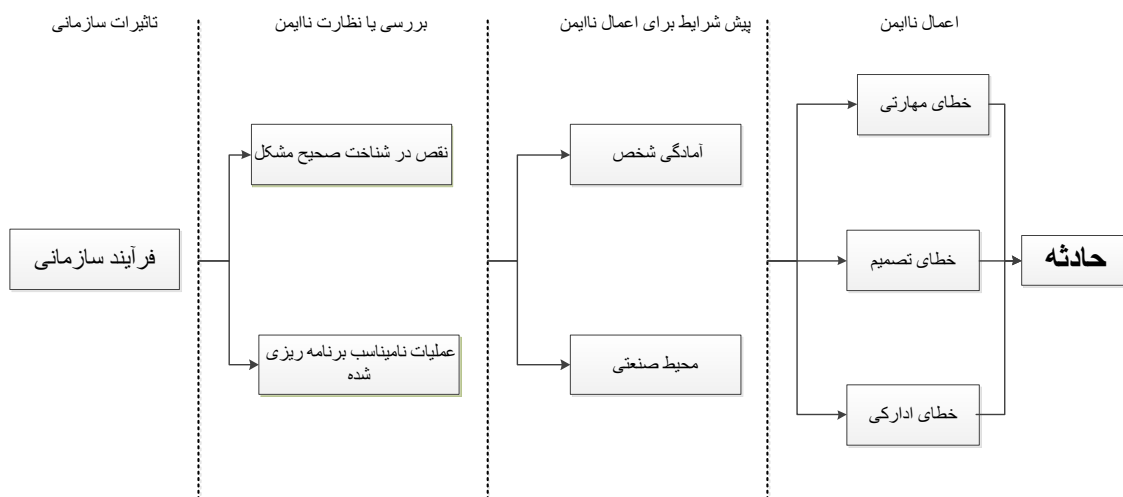 تاثیرات سازمانی
بررسی یا نظارت ناایمن
پیش شرایط برای اعمال ناایمن
اعمال ناایمن
فرآیند سازمانی
نقص در شناخت صحیح مشکل
عملیات نامیناسب برنامه ریزی
شده
آمادگی شخص
محیط صنعتی
خطای مهارتی
خطای تصمیم
خطای ادارکی
حادثه